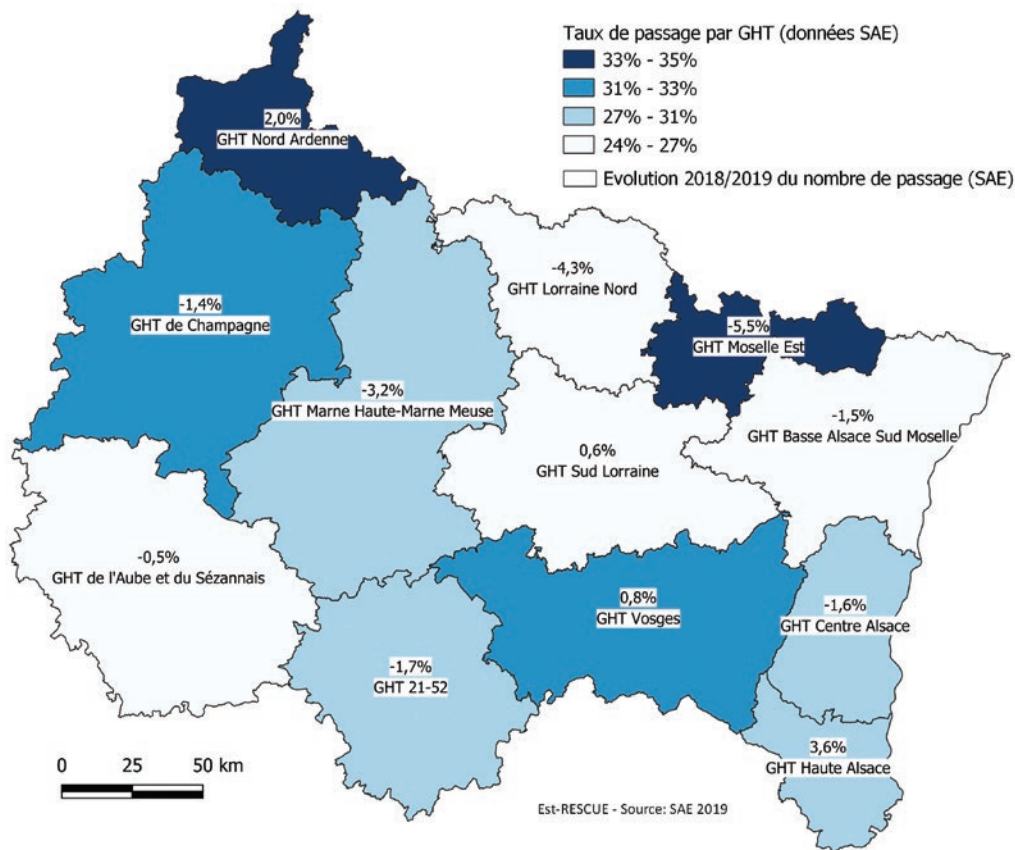 Taux de passage par GHT (données SAE)
33% - 35%
31% - 33%
27% - 31%
24% - 27%
Evolution 2018/2019 du nombre de passage (SAE)
2,0%
GHT Nord Ardenne
-4,3%
GHT Lorraine Nord
-1,4%
GHT de Champagne
-5,5%
GHT Moselle Est
-3,2%
GHT Marne Haute-Marne Meuse
-1,5%
GHT Basse Alsace Sud Moselle
0,6%
GHT Sud Lorraine
-0,5%
GHT de l'Aube et du Sézannais
0,8%
GHT Vosges
-1,6%
GHT Centre Alsace
-1,7%
GHT 21-52
3,6%
GHT Haute Alsace
0 25 50 km
Est-RESCUE - Source: SAE 2019